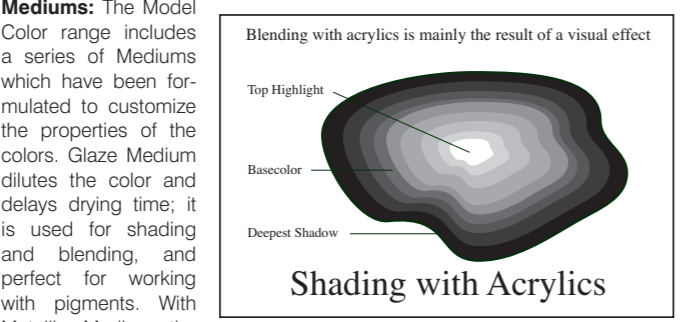 Mediums: The Model
Color range includes
a series of Mediums
which have been for-
mulated to customize
the properties of the
colors. Glaze Medium
dilutes the color and
delays drying time; it
is used for shading
and blending, and
perfect for working
with pigments. With
Blending with acrylics is mainly the result of a visual effect
Top Highlight
Basecolor
Deepest Shadow
Shading with Acrylics